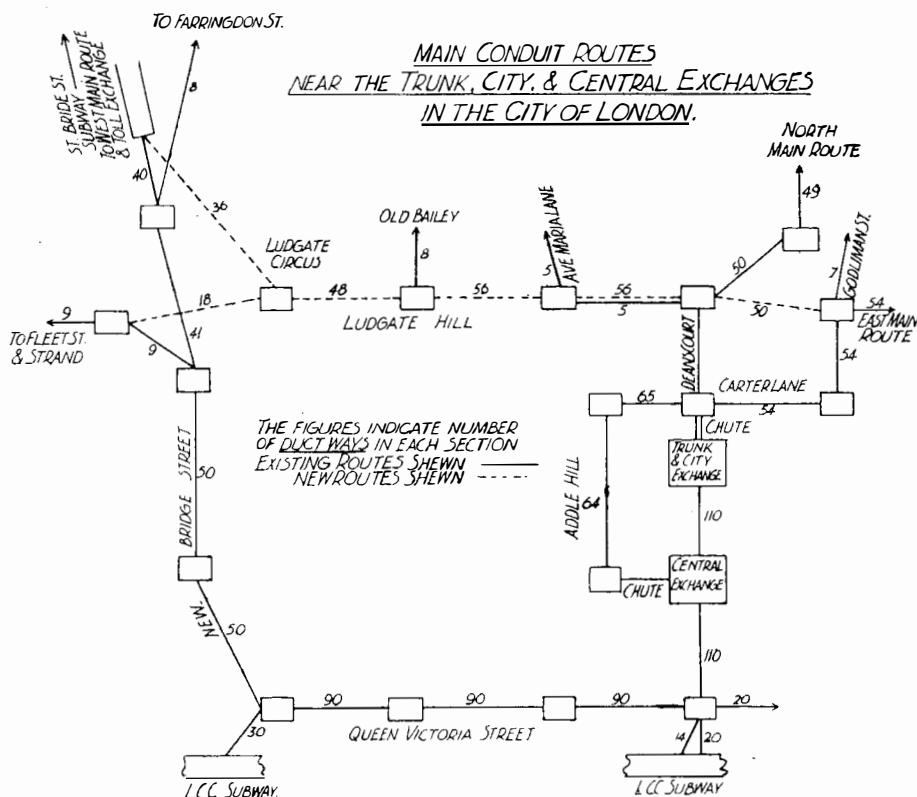 TO FARRINGDON ST.
MAIN CONDUIT ROUTES
NEAR THE TRUNK, CITY, & CENTRAL EXCHANGES
IN THE CITY OF LONDON.
ST. BRIDE ST.
SUBWAY
TO WEST MAIN ROUTE
& TOLL EXCHANGE
8
40
36
NORTH
MAIN ROUTE
49
OLD BAILEY
8
5
AVE MARIA LANE
50
7
GODLIMAN ST.
LUDGATE
CIRCUS
48
56
56
5
50
54
EAST MAIN
ROUTE
9
18
TO FLEET ST.
& STRAND
9
41
LUDGATE HILL
DEANSCOURT
54
65
CARTER LANE
54
CHUTE
THE FIGURES INDICATE NUMBER
OF DUCT WAYS IN EACH SECTION
EXISTING ROUTES SHEWN
NEW ROUTES SHEWN
TRUNK
& CITY
EXCHANGE
BRIDGE STREET
50
ADDLE HILL
64
110
CENTRAL
EXCHANGE
CHUTE
NEW.
50
110
90
90
90
20
QUEEN VICTORIA STREET
30
14
20
L.C.C. SUBWAY.
L.C.C. SUBWAY